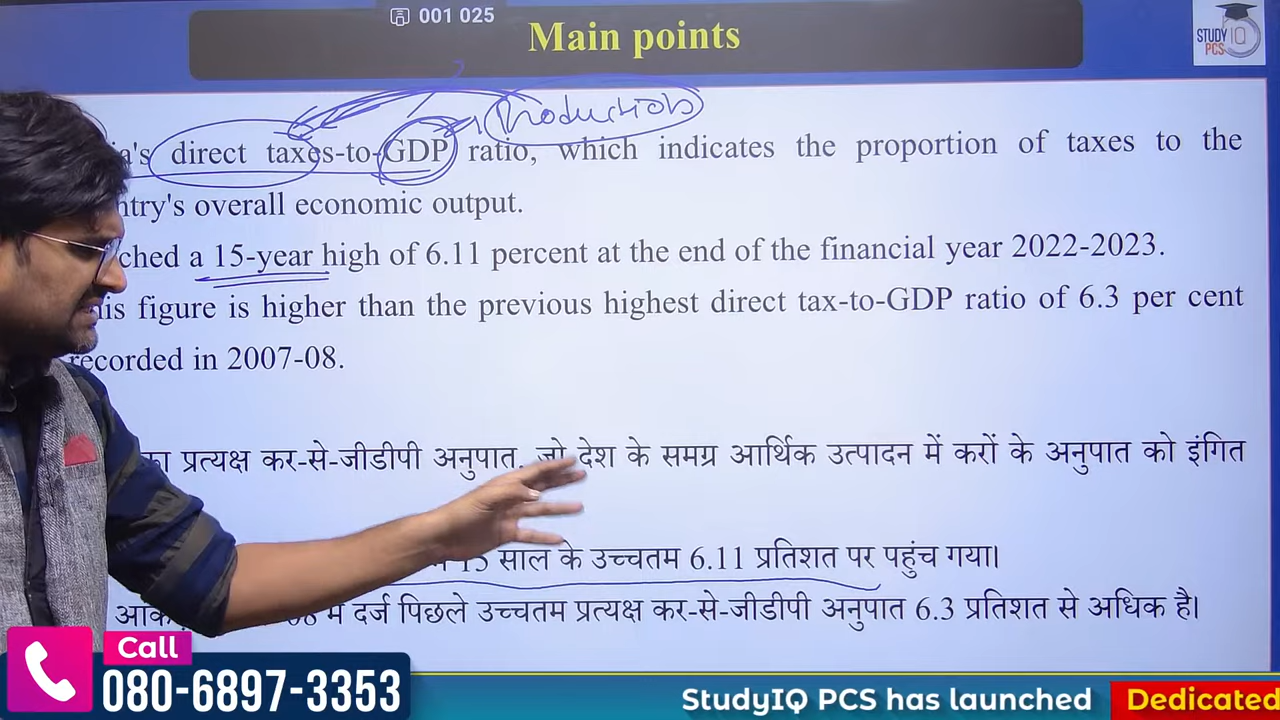 001 025
Main points
STUDY IQ
PCS
Production
direct taxes-to-GDP ratio, which indicates the proportion of taxes to the
overall economic output.
a 15-year high of 6.11 percent at the end of the financial year 2022-2023.
figure is higher than the previous highest direct tax-to-GDP ratio of 6.3 per cent
recorded in 2007-08.
प्रत्यक्ष कर-से-जीडीपी अनुपात, जो देश के समग्र आर्थिक उत्पादन में करों के अनुपात को इंगित
15 साल के उच्चतम 6.11 प्रतिशत पर पहुंच गया।
में दर्ज पिछले उच्चतम प्रत्यक्ष कर-से-जीडीपी अनुपात 6.3 प्रतिशत से अधिक है।
Call
080-6897-3353
StudyIQ PCS has launched Dedicated